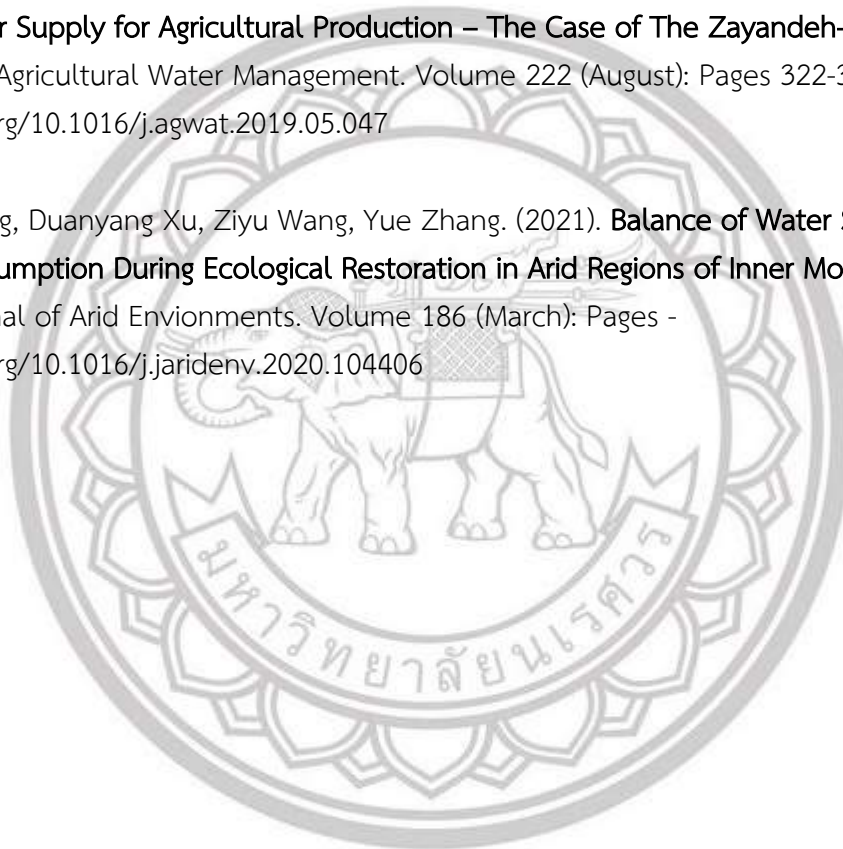 r Supply for Agricultural Production – The Case of The Zayandeh-
Agricultural Water Management. Volume 222 (August): Pages 322-3
rg/10.1016/j.agwat.2019.05.047
g, Duanyang Xu, Ziyu Wang, Yue Zhang. (2021). Balance of Water S
umption During Ecological Restoration in Arid Regions of Inner Mo
nal of Arid Envionments. Volume 186 (March): Pages -
rg/10.1016/j.jaridenv.2020.104406
มหาวิทยาลัยนเรศวร